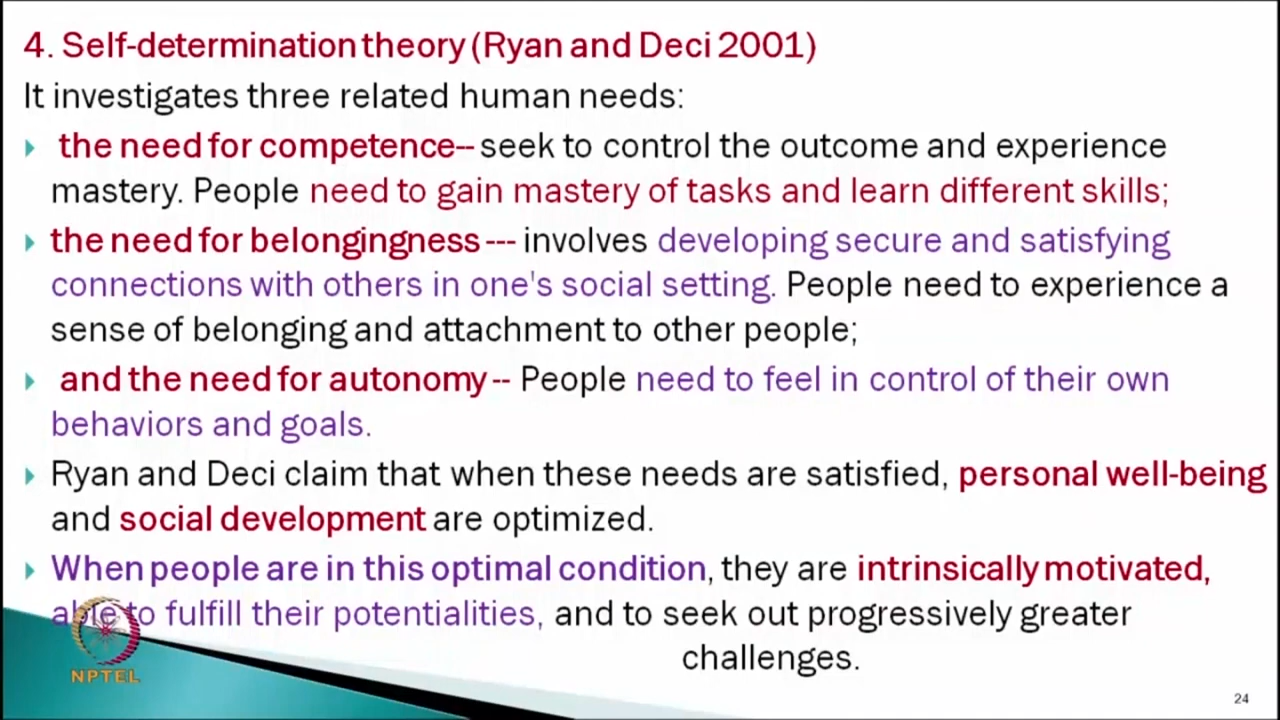 4. Self-determination theory (Ryan and Deci 2001)
It investigates three related human needs:
the need for competence-- seek to control the outcome and experience
mastery. People need to gain mastery of tasks and learn different skills;
the need for belongingness --- involves developing secure and satisfying
connections with others in one's social setting. People need to experience a
sense of belonging and attachment to other people;
and the need for autonomy -- People need to feel in control of their own
behaviors and goals.
Ryan and Deci claim that when these needs are satisfied, personal well-being
and social development are optimized.
When people are in this optimal condition, they are intrinsically motivated,
able to fulfill their potentialities, and to seek out progressively greater
challenges.
NPTEL
24